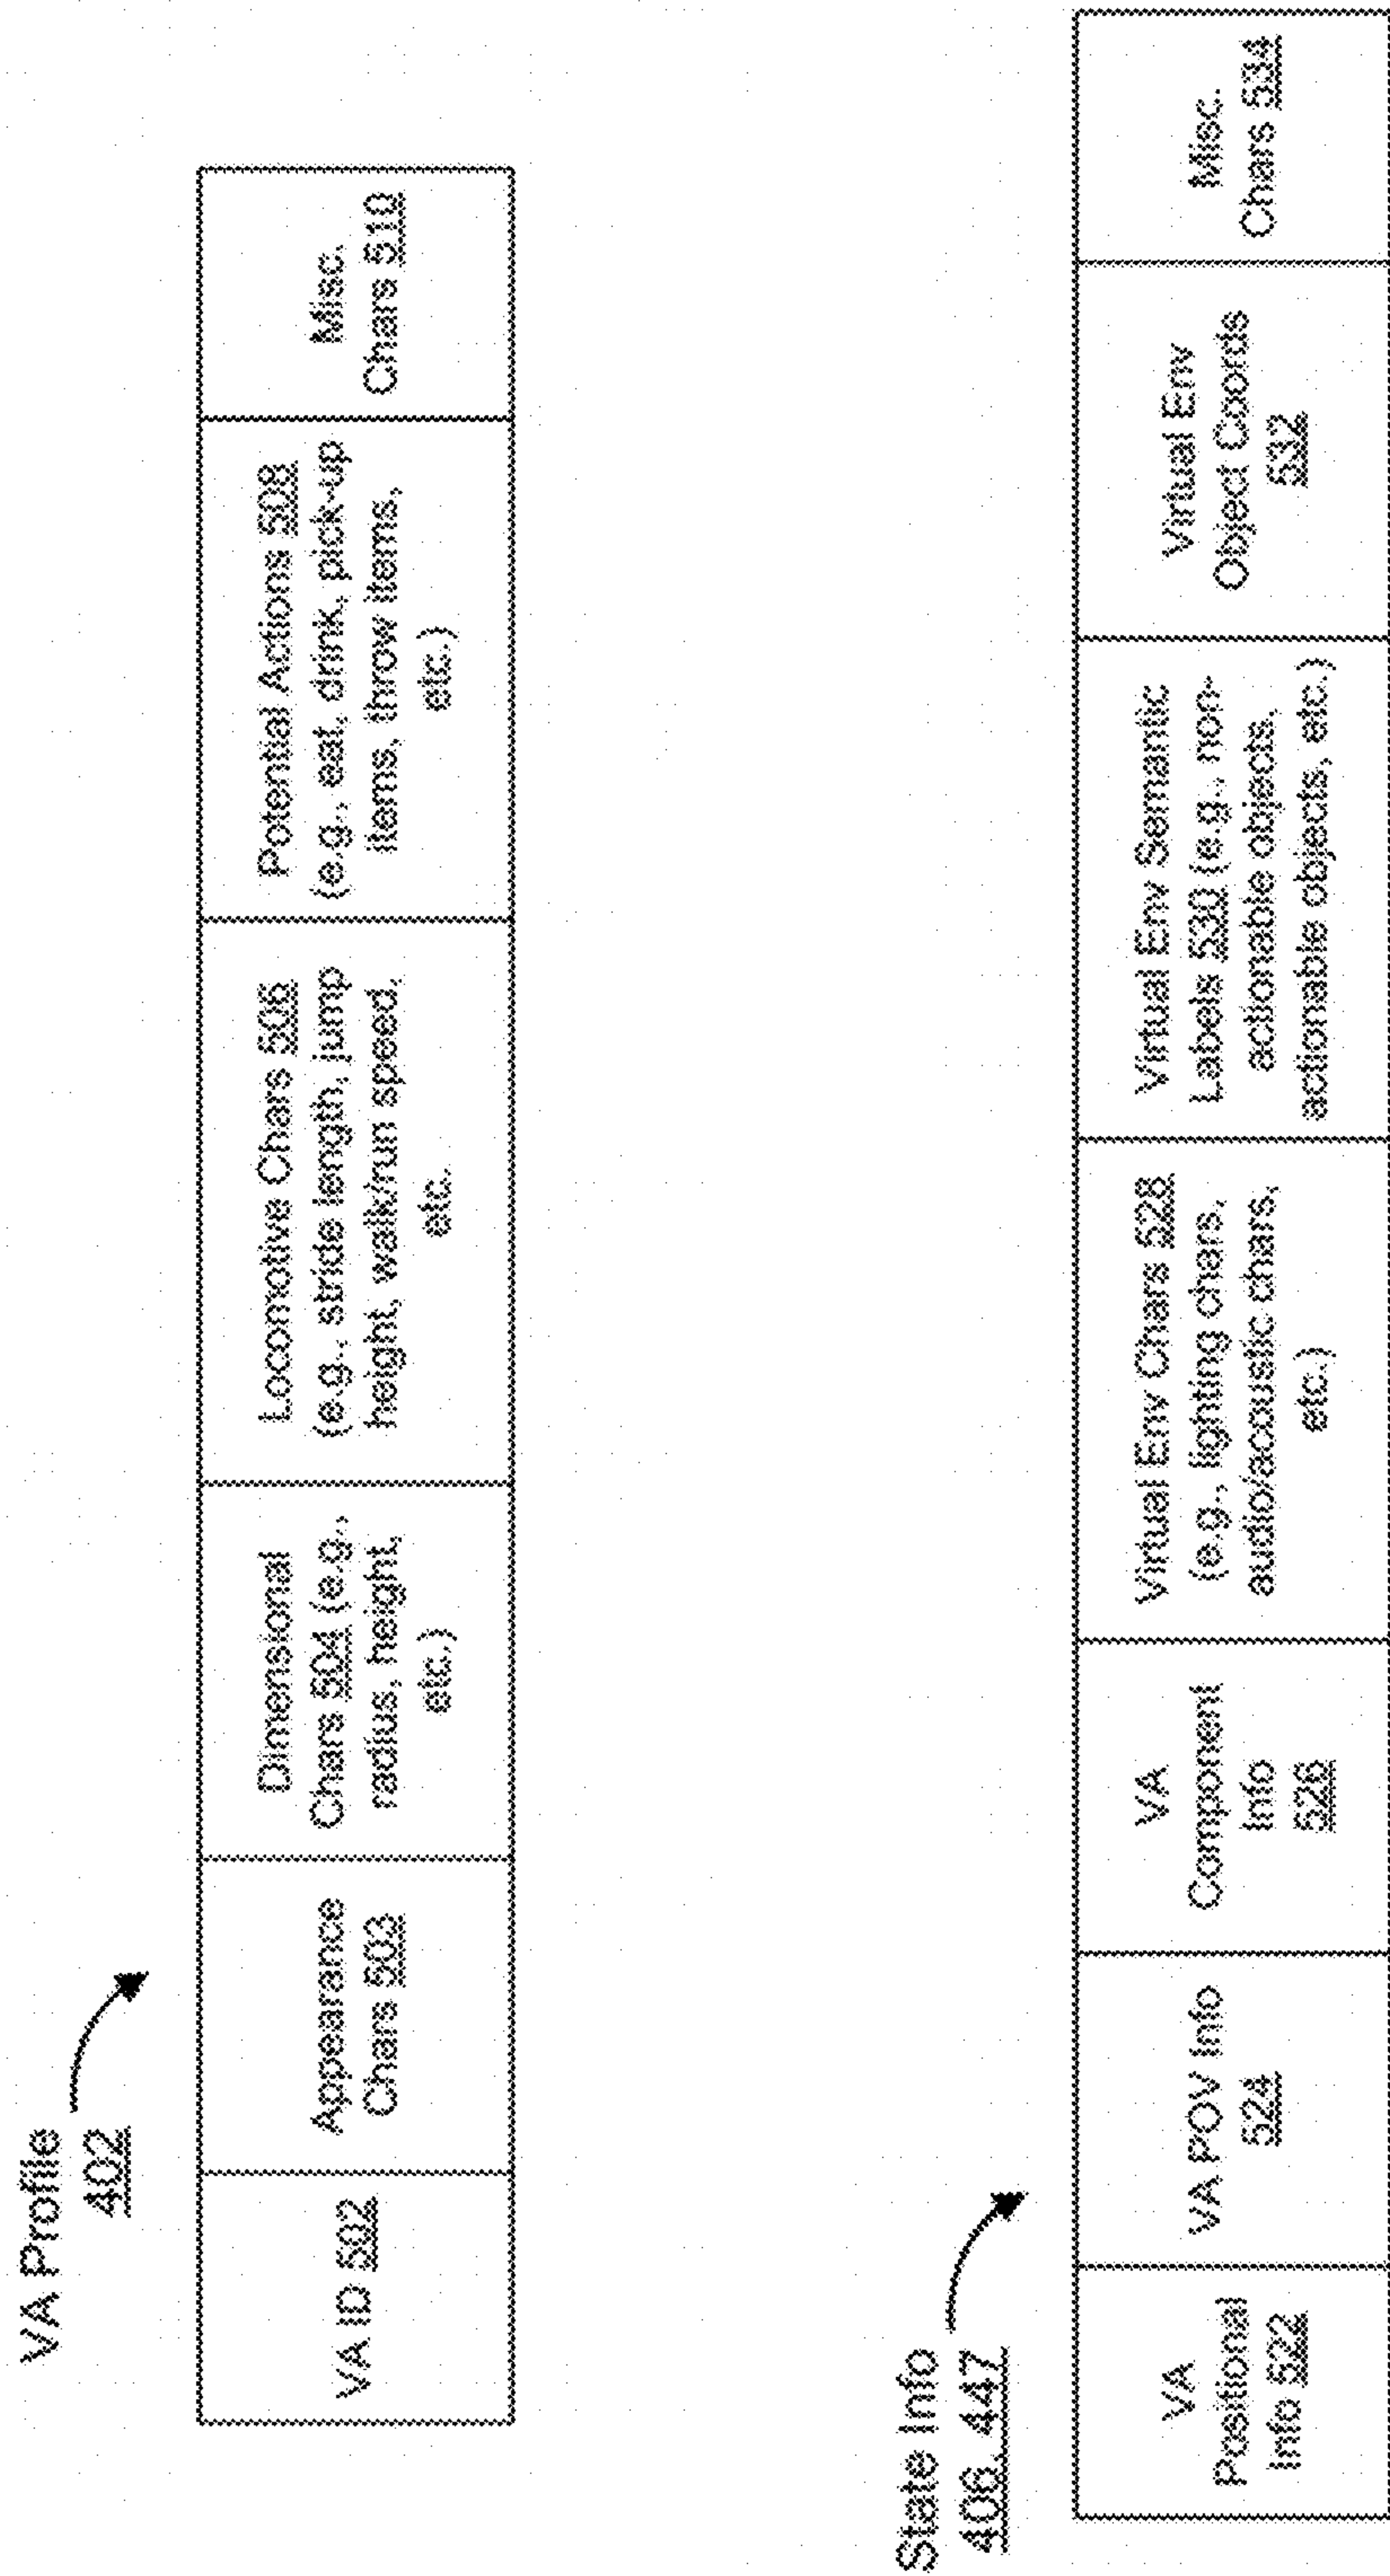 VA Profile
402
VA ID 502
Appearance
Chars 503
Dimensional
Chars 504 (e.g.,
radius, height,
etc.)
Locomotive Chars 506
(e.g., stride length, jump
height, walk/run speed,
etc.
Potential Actions 508
(e.g., eat, drink, pick-up
items, throw items,
etc.)
Misc.
Chars 510
State Info
406, 447
VA
Positional
Info 522
VA POV Info
524
VA
Component
Info
526
Virtual Env Chars 528
(e.g., lighting chars,
audio/acoustic chars,
etc.)
Virtual Env Semantic
Labels 530 (e.g., non-
actionable objects,
actionable objects, etc.)
Virtual Env
Object Coords
532
Misc.
Chars 534